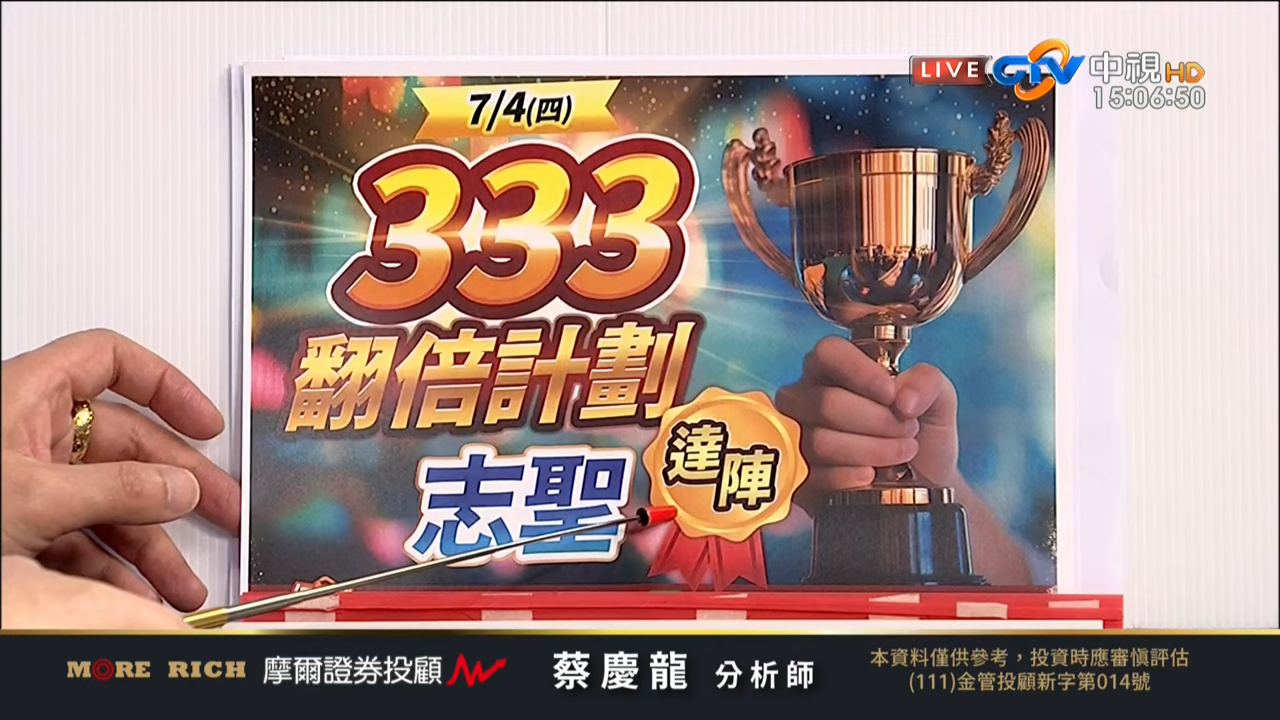 LIVE CTV 中視HD
15:06:50
7/4(四)
333
翻倍計劃
志聖
達陣
MORE RICH 摩爾證券投顧
蔡慶龍 分析師
本資料僅供參考，投資時應審慎評估
(111)金管投顧新字第014號